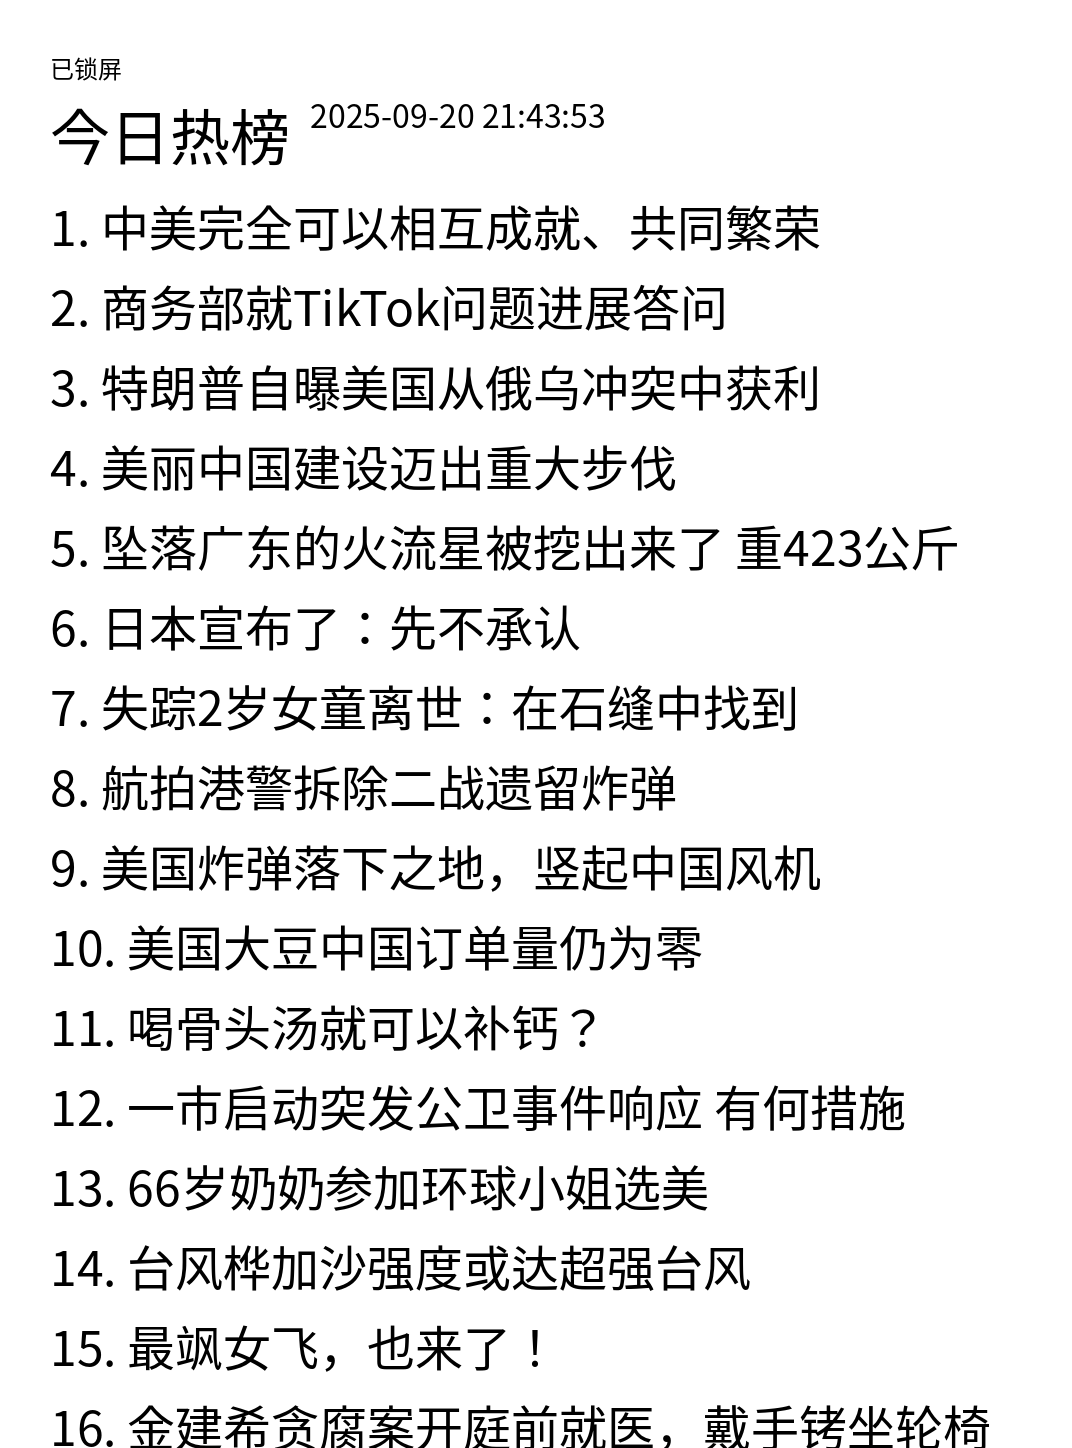 已锁屏
今日热榜 2025-09-20 21:43:53
1. 中美完全可以相互成就、共同繁荣
2. 商务部就TikTok问题进展答问
3. 特朗普自曝美国从俄乌冲突中获利
4. 美丽中国建设迈出重大步伐
5. 坠落广东的火流星被挖出来了 重423公斤
6. 日本宣布了：先不承认
7. 失踪2岁女童离世：在石缝中找到
8. 航拍港警拆除二战遗留炸弹
9. 美国炸弹落下之地，竖起中国风机
10. 美国大豆中国订单量仍为零
11. 喝骨头汤就可以补钙？
12. 一市启动突发公卫事件响应 有何措施
13. 66岁奶奶参加环球小姐选美
14. 台风桦加沙强度或达超强台风
15. 最飒女飞，也来了！
16. 金建希贪腐案开庭前就医，戴手铐坐轮椅